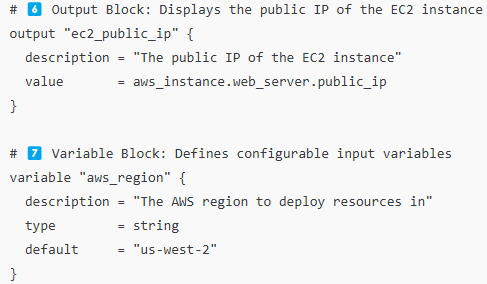 # 6️⃣ Output Block: Displays the public IP of the EC2 instance
output "ec2_public_ip" {
  description = "The public IP of the EC2 instance"
  value       = aws_instance.web_server.public_ip
}

# 7️⃣ Variable Block: Defines configurable input variables
variable "aws_region" {
  description = "The AWS region to deploy resources in"
  type        = string
  default     = "us-west-2"
}